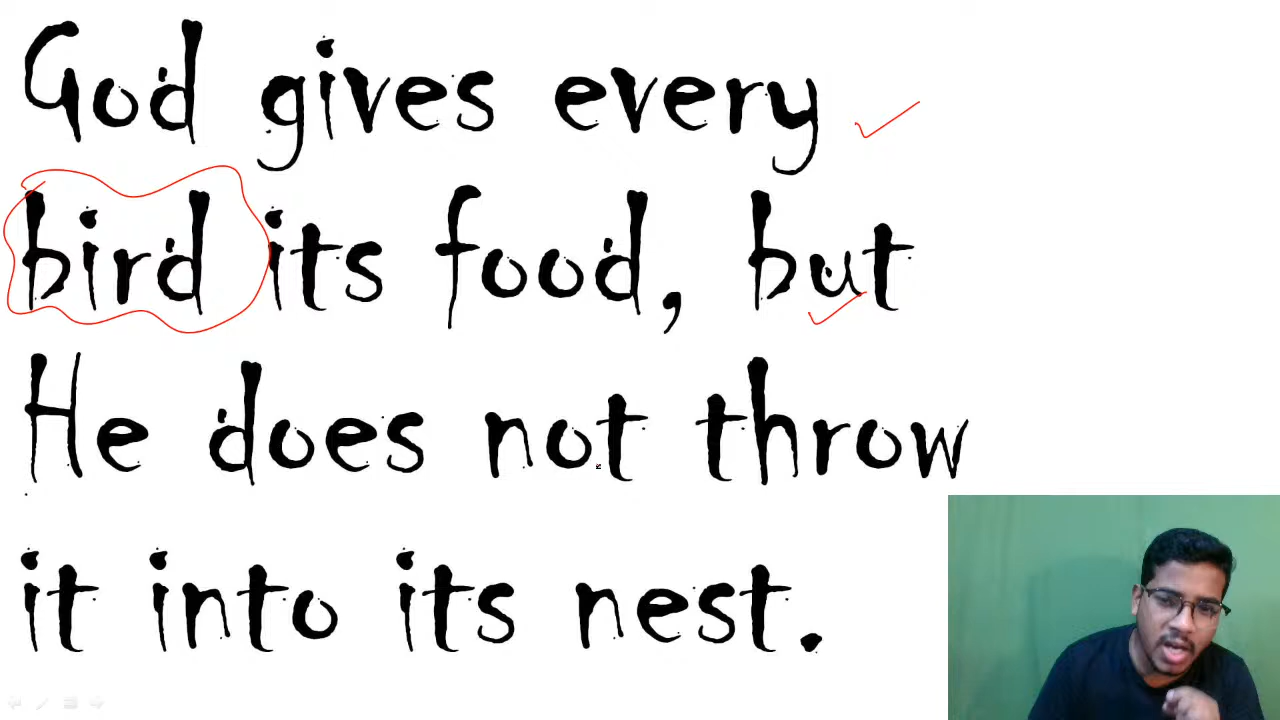 God gives every
bird its food, but
He does not throw
it into its nest.